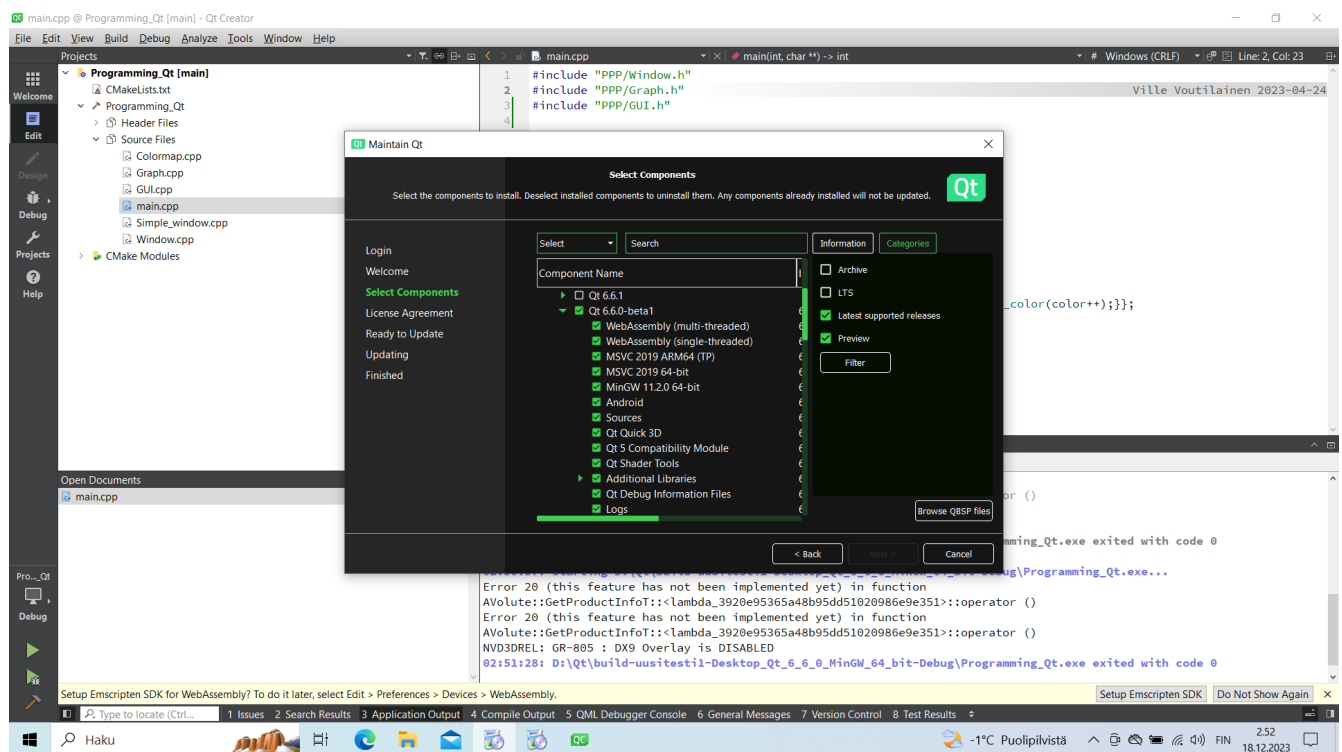 main.cpp @ Programming_Qt [main] - Qt Creator
File Edit View Build Debug Analyze Tools Window Help
Projects
main.cpp
main(int, char **) -> int
# Windows (CRLF)
Line: 2, Col: 23
Welcome
Edit
Design
Debug
Projects
Help
Programming_Qt [main]
CMakeLists.txt
Programming_Qt
Header Files
Source Files
Colormap.cpp
Graph.cpp
GUI.cpp
main.cpp
Simple_window.cpp
Window.cpp
CMake Modules
1 #include "PPP/Window.h"
2 #include "PPP/Graph.h"
Ville Voutilainen 2023-04-24
3 #include "PPP/GUI.h"
4
_color(color++);}};
Qt Maintain Qt
Select Components
Select the components to install. Deselect installed components to uninstall them. Any components already installed will not be updated.
Qt
Login
Welcome
Select Components
License Agreement
Ready to Update
Updating
Finished
Select
Search
Information
Categories
Component Name
Qt 6.6.1
Qt 6.6.0-beta1
WebAssembly (multi-threaded)
WebAssembly (single-threaded)
MSVC 2019 ARM64 (TP)
MSVC 2019 64-bit
MinGW 11.2.0 64-bit
Android
Sources
Qt Quick 3D
Qt 5 Compatibility Module
Qt Shader Tools
Additional Libraries
Qt Debug Information Files
Logs
Archive
LTS
Latest supported releases
Preview
Filter
Browse QBSP files
< Back
Next >
Cancel
Open Documents
main.cpp
or ()
mming_Qt.exe exited with code 0
ug\Programming_Qt.exe...
Error 20 (this feature has not been implemented yet) in function
AVolute::GetProductInfoT::<lambda_3920e95365a48b95dd51020986e9e351>::operator ()
Error 20 (this feature has not been implemented yet) in function
AVolute::GetProductInfoT::<lambda_3920e95365a48b95dd51020986e9e351>::operator ()
NVD3DREL: GR-805 : DX9 Overlay is DISABLED
02:51:28: D:\Qt\build-uusitesti1-Desktop_Qt_6_6_0_MinGW_64_bit-Debug\Programming_Qt.exe exited with code 0
Pro..._Qt
Debug
Setup Emscripten SDK for WebAssembly? To do it later, select Edit > Preferences > Devices > WebAssembly.
Setup Emscripten SDK
Do Not Show Again
Type to locate (Ctrl...
1 Issues 2 Search Results 3 Application Output 4 Compile Output 5 QML Debugger Console 6 General Messages 7 Version Control 8 Test Results
Haku
QC
-1°C Puolipilvistä
FIN
2.52
18.12.2023